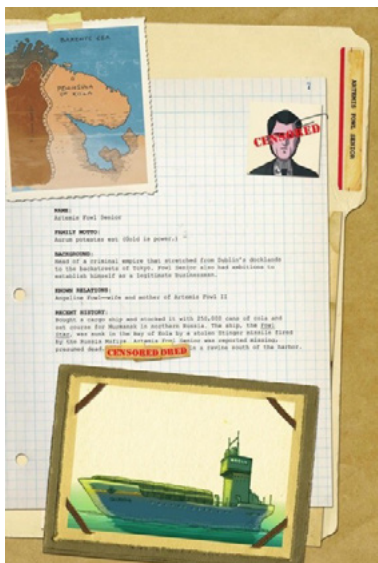 BARENTS SEA
PENINSULA
OF KOLA
ARTEMIS FOWL SENIOR
CENSORED
NAME:
Artemis Fowl Senior
FAMILY MOTTO:
Aurum potestas est (Gold is power.)
BACKGROUND:
Head of a criminal empire that stretched from Dublin's docklands
to the backstreets of Tokyo. Fowl Senior also had ambitions to
establish himself as a legitimate businessman.
KNOWN RELATIONS:
Angeline Fowl—wife and mother of Artemis Fowl II
RECENT HISTORY:
Bought a cargo ship and stocked it with 250,000 cans of cola and
set course for Murmansk in northern Russia. The ship, the Fowl
Star, was sunk in the Bay of Kola by a stolen Stinger missile fired
by the Russia Mafiya. Artemis Fowl Senior was reported missing,
presumed dead. in a ravine south of the harbor.
CENSORED DRED